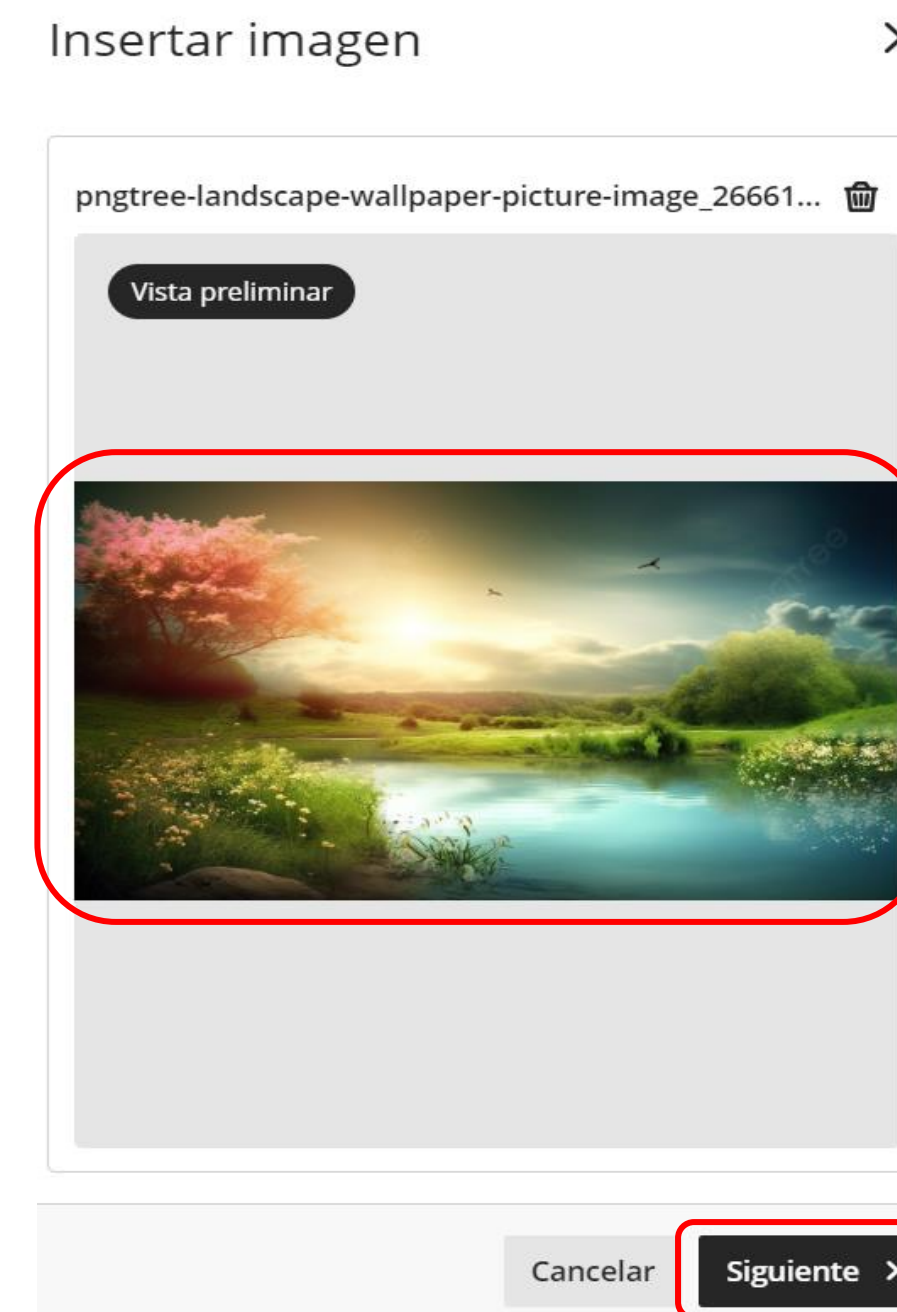 Insertar imagen
pngtree-landscape-wallpaper-picture-image_26661...
Vista preliminar
Cancelar
Siguiente